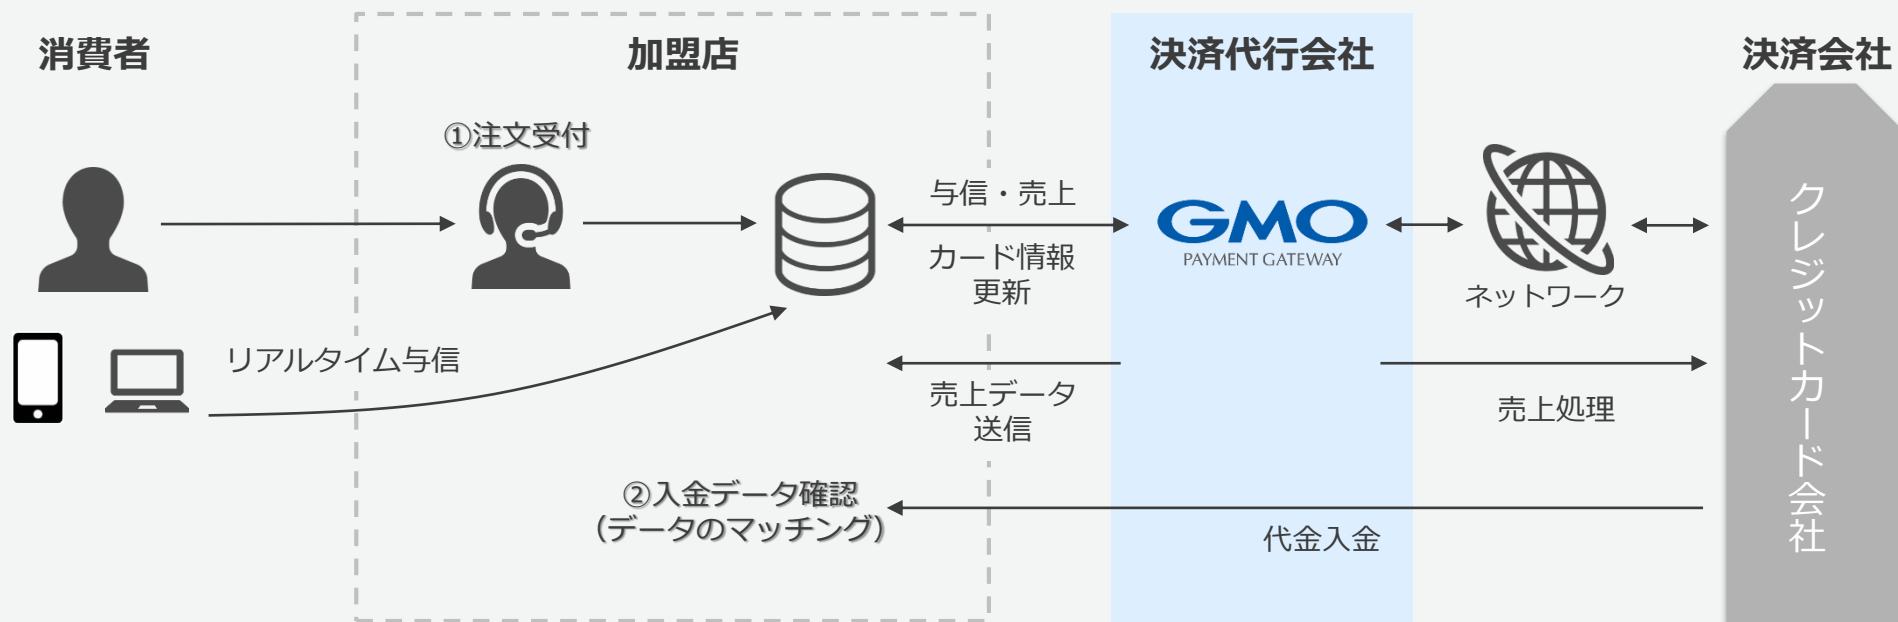 消費者
加盟店
決済代行会社
決済会社
①注文受付
与信・売上
カード情報
更新
GMO
PAYMENT GATEWAY
ネットワーク
クレジットカード会社
リアルタイム与信
売上データ
送信
売上処理
②入金データ確認
（データのマッチング）
代金入金